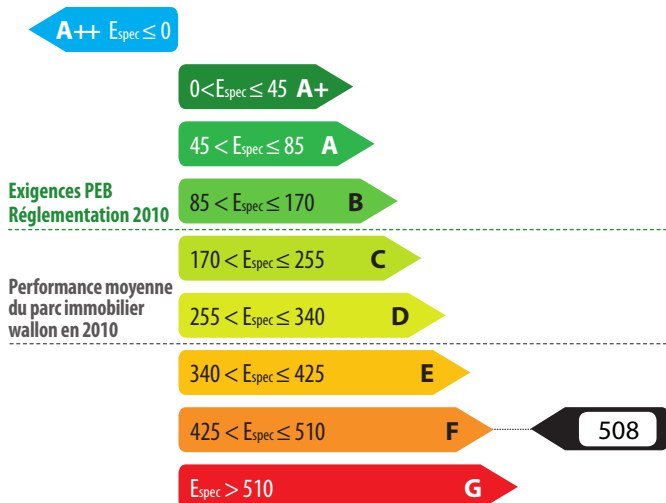 A++ Espec ≤ 0
0<Espec ≤ 45 A+
45 < Espec ≤ 85 A
Exigences PEB
Réglementation 2010
85 < Espec ≤ 170 B
170 < Espec ≤ 255 C
Performance moyenne
du parc immobilier
wallon en 2010
255 < Espec ≤ 340 D
340 < Espec ≤ 425 E
425 < Espec ≤ 510 F
508
Espec > 510 G